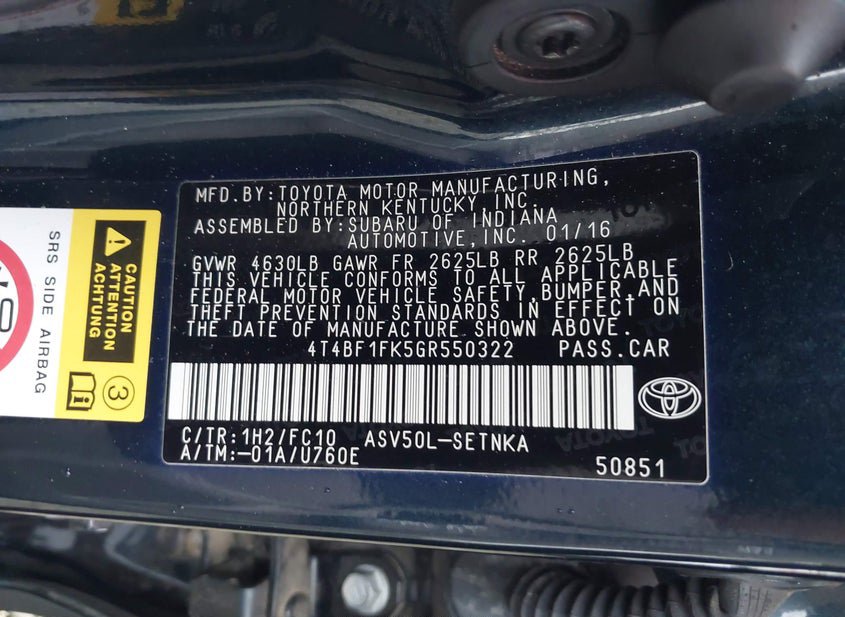 MFD.BY:TOYOTA MOTOR MANUFACTURING,
NORTHERN KENTUCKY,INC.
ASSEMBLED BY:SUBARU OF INDIANA
AUTOMOTIVE,INC. 01/16
GVWR 4630LB GAWR FR 2625LB RR 2625LB
THIS VEHICLE CONFORMS TO ALL APPLICABLE
FEDERAL MOTOR VEHICLE SAFETY,BUMPER,AND
THEFT PREVENTION STANDARDS IN EFFECT ON
THE DATE OF MANUFACTURE SHOWN ABOVE.
4T4BF1FK5GR550322 PASS.CAR
C/TR:1H2/FC10 ASV50L-SETNKA
A/TM:-01A/U760E 50851
CAUTION
ATTENTION
ACHTUNG
3
SRS SIDE AIRBAG
TOYOTA